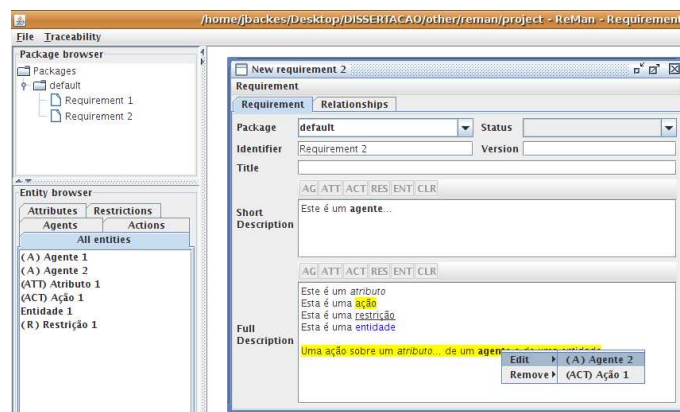 /home/jbackes/Desktop/DISSERTACAO/other/reman/project - ReMan - Requirement
File Traceability
Package browser
Packages
default
Requirement 1
Requirement 2
Entity browser
Attributes Restrictions
Agents Actions
All entities
(A) Agente 1
(A) Agente 2
(ATT) Atributo 1
(ACT) Ação 1
Entidade 1
(R) Restrição 1
New requirement 2
Requirement
Requirement Relationships
Package default Status
Identifier Requirement 2 Version
Title
AG ATT ACT RES ENT CLR
Short Description
Este é um agente...
AG ATT ACT RES ENT CLR
Full Description
Este é um atributo
Esta é uma ação
Esta é uma restrição
Esta é uma entidade
Uma ação sobre um atributo... de um agente e de uma entidade
Edit (A) Agente 2
Remove (ACT) Ação 1